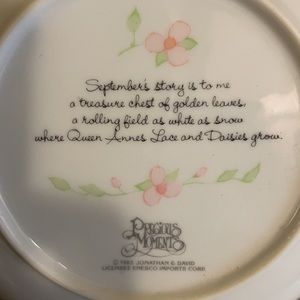 September's story is to me
a treasure chest of golden leaves,
a rolling field as white as snow
where Queen Annes Lace and Daisies grow.
PRECIOUS
MOMENTS
© 1983 JONATHAN & DAVID
LICENSEE ENESCO IMPORTS CORP.